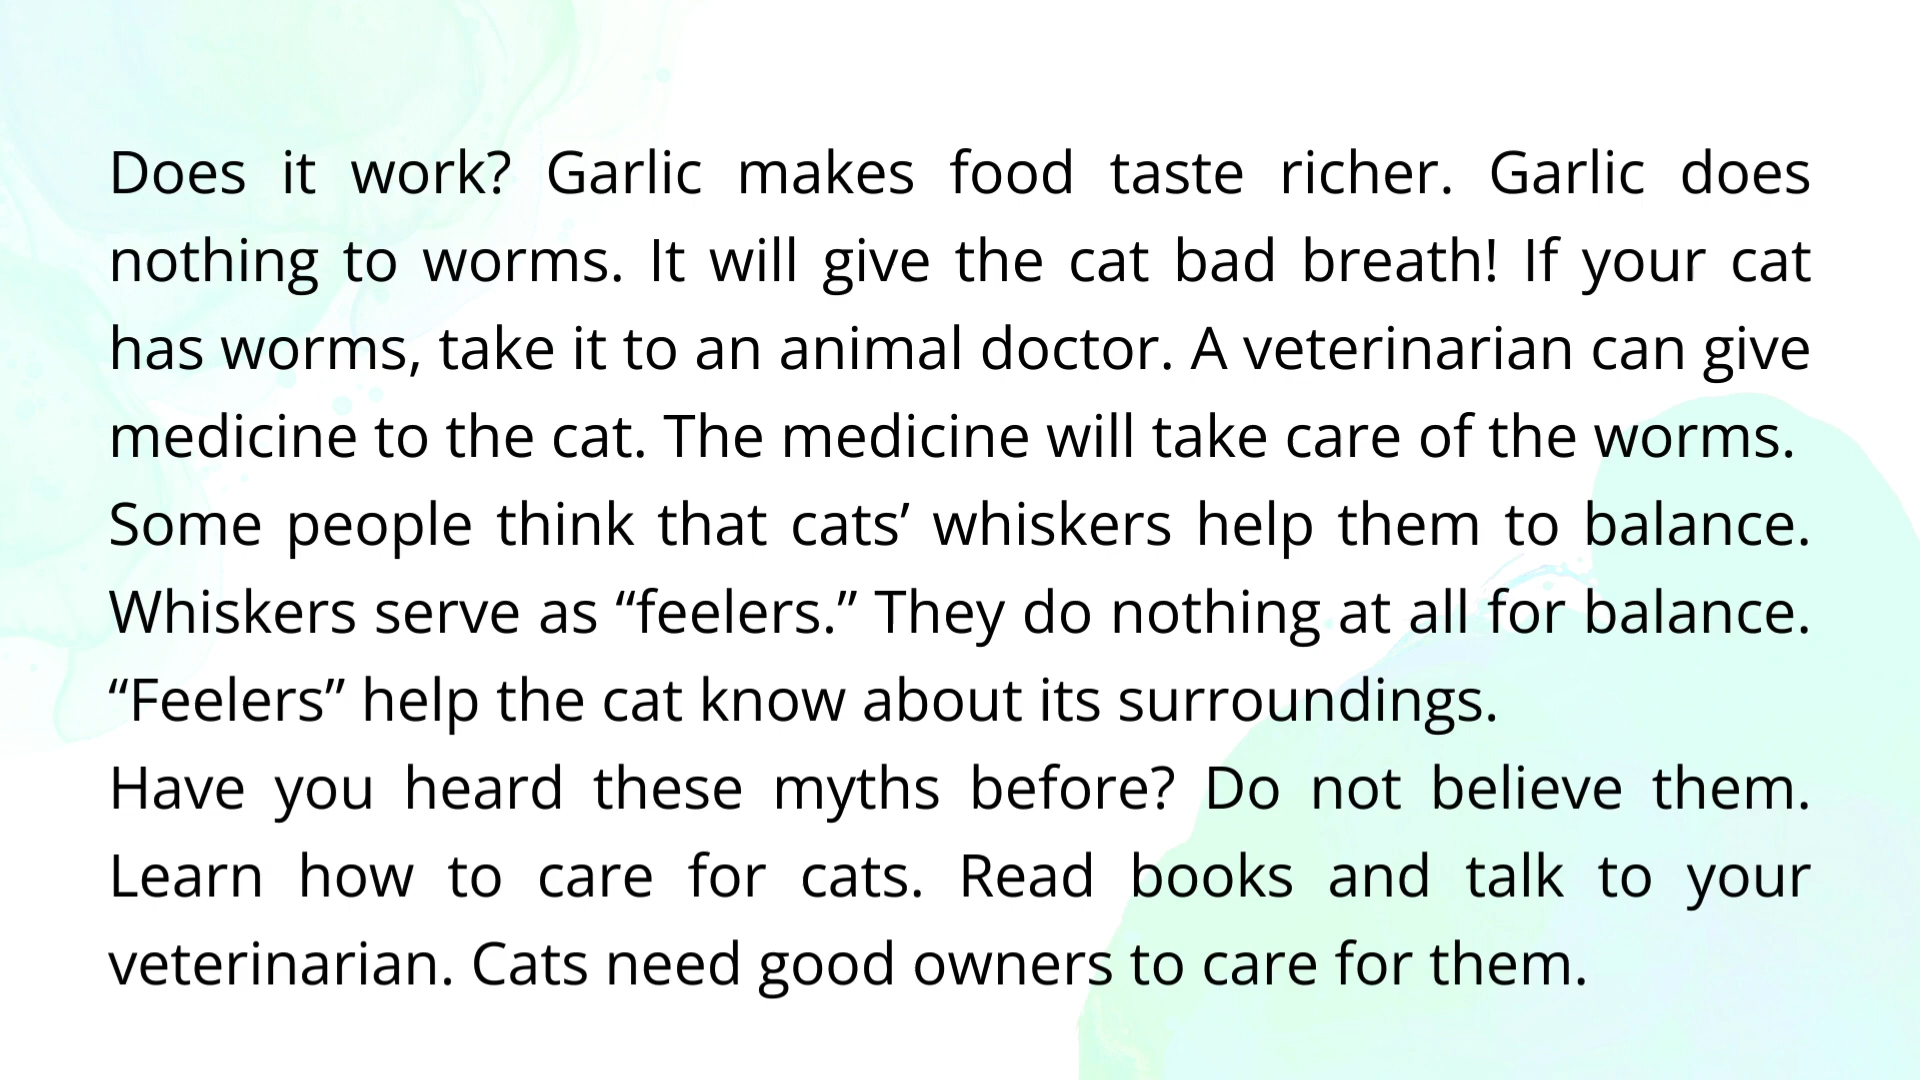 Does it work? Garlic makes food taste richer. Garlic does
nothing to worms. It will give the cat bad breath! If your cat
has worms, take it to an animal doctor. A veterinarian can give
medicine to the cat. The medicine will take care of the worms.
Some people think that cats’ whiskers help them to balance.
Whiskers serve as “feelers.” They do nothing at all for balance.
“Feelers” help the cat know about its surroundings.
Have you heard these myths before? Do not believe them.
Learn how to care for cats. Read books and talk to your
veterinarian. Cats need good owners to care for them.